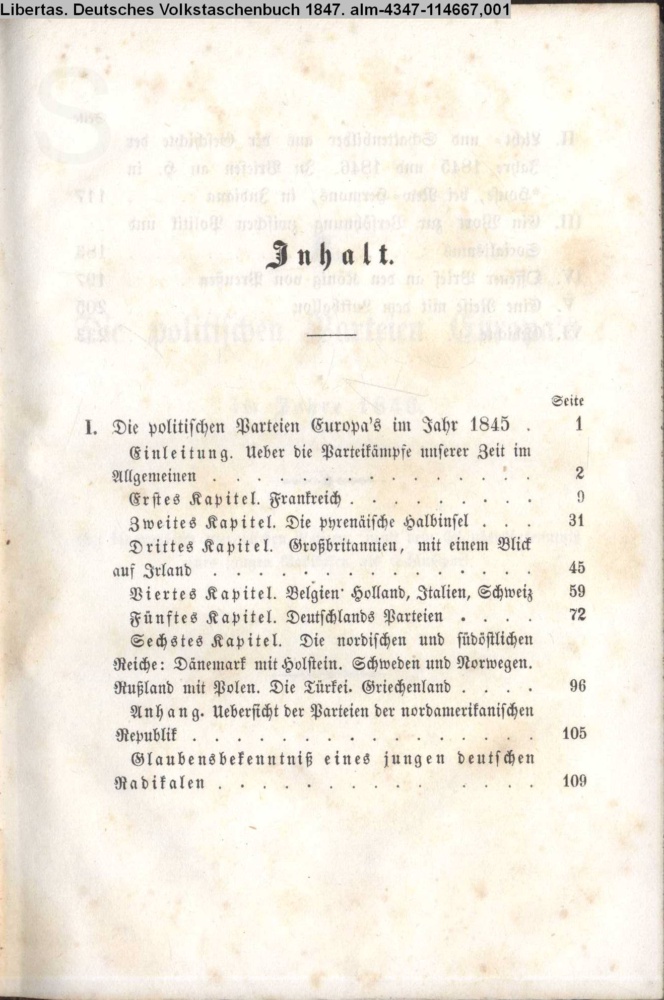 Libertas. Deutsches Volkstaschenbuch 1847. alm-4347-114667,001
Inhalt.
Seite
I. Die politischen Parteien Europa's im Jahr 1845 . 1
Einleitung. Ueber die Parteikämpfe unserer Zeit im
Allgemeinen . . . . . . . . . . . . . . 2
Erstes Kapitel. Frankreich . . . . . . . . . 9
Zweites Kapitel. Die pyrenäische Halbinsel . . . 31
Drittes Kapitel. Großbritannien, mit einem Blick
auf Irland . . . . . . . . . . . . . . . 45
Viertes Kapitel. Belgien Holland, Italien, Schweiz 59
Fünftes Kapitel. Deutschlands Parteien . . . . 72
Sechstes Kapitel. Die nordischen und südöstlichen
Reiche: Dänemark mit Holstein. Schweden und Norwegen.
Rußland mit Polen. Die Türkei. Griechenland . . . . 96
Anhang. Uebersicht der Parteien der nordamerikanischen
Republik . . . . . . . . . . . . . . . . 105
Glaubensbekenntniß eines jungen deutschen
Radikalen . . . . . . . . . . . . . . . 109